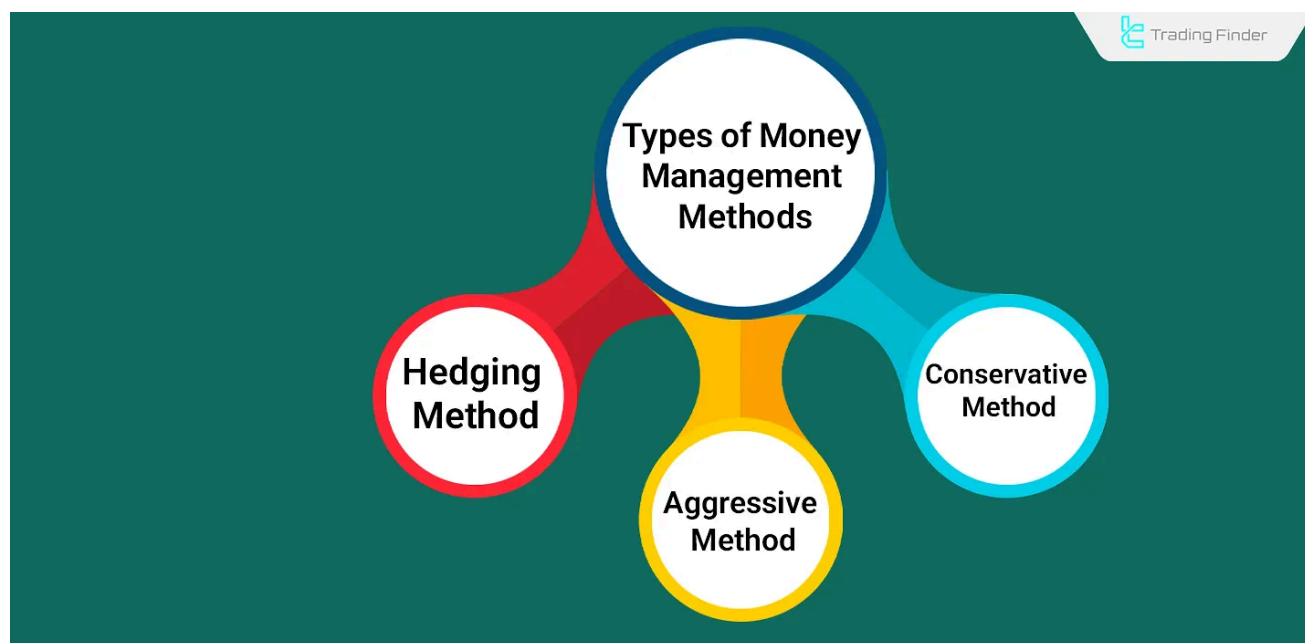 Trading Finder
Types of Money
Management
Methods
Hedging
Method
Conservative
Method
Aggressive
Method